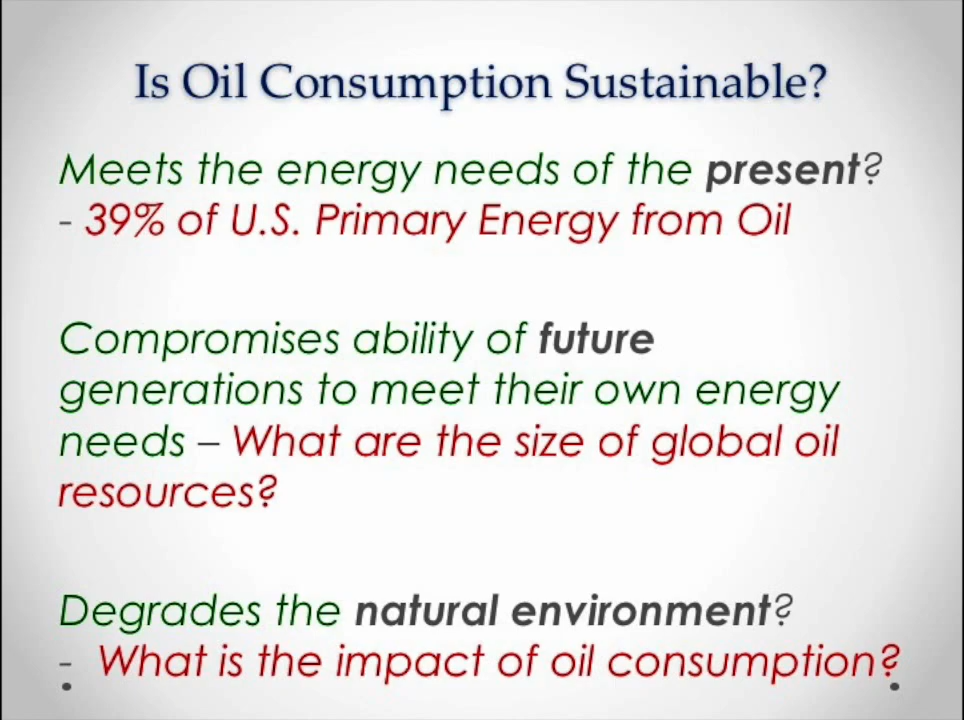 Is Oil Consumption Sustainable?
Meets the energy needs of the present?
- 39% of U.S. Primary Energy from Oil
Compromises ability of future
generations to meet their own energy
needs – What are the size of global oil
resources?
Degrades the natural environment?
- What is the impact of oil consumption?